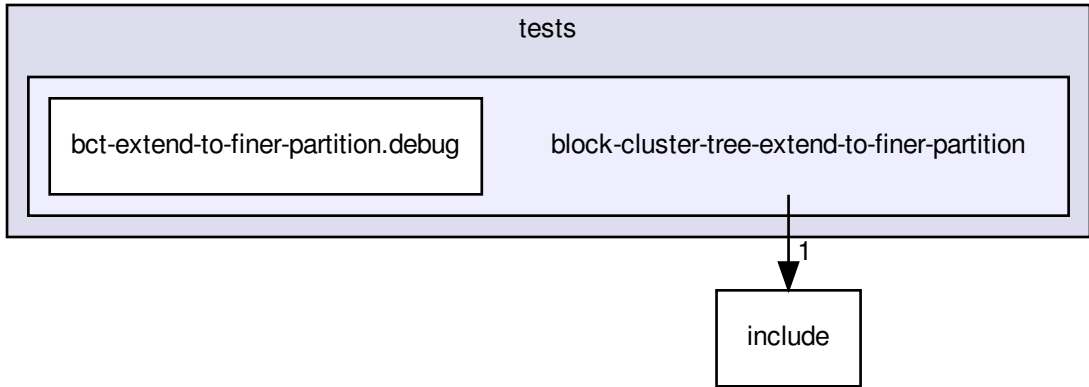 tests
bct-extend-to-finer-partition.debug
block-cluster-tree-extend-to-finer-partition
1
include